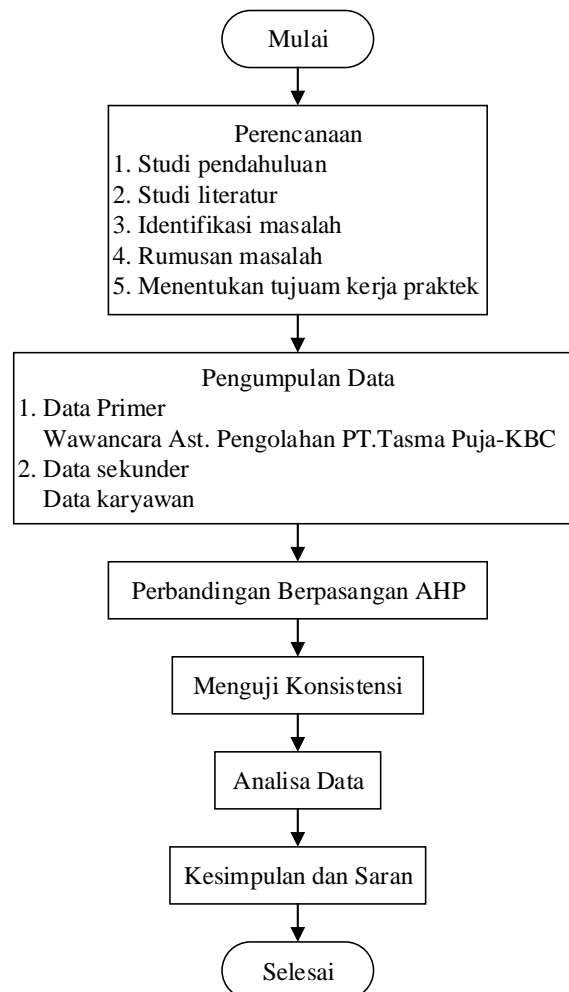 Mulai
Perencanaan
1. Studi pendahuluan
2. Studi literatur
3. Identifikasi masalah
4. Rumusan masalah
5. Menentukan tujuam kerja praktek
Pengumpulan Data
1. Data Primer
Wawancara Ast. Pengolahan PT.Tasma Puja-KBC
2. Data sekunder
Data karyawan
Perbandingan Berpasangan AHP
Menguji Konsistensi
Analisa Data
Kesimpulan dan Saran
Selesai